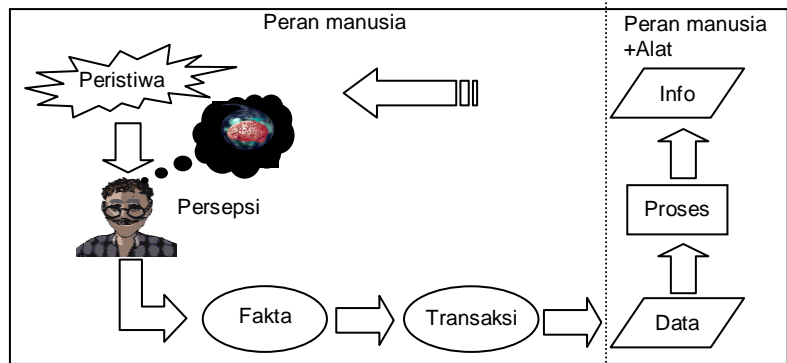 Peran manusia
Peran manusia
+Alat
Peristiwa
Info
Persepsi
Proses
Fakta
Transaksi
Data